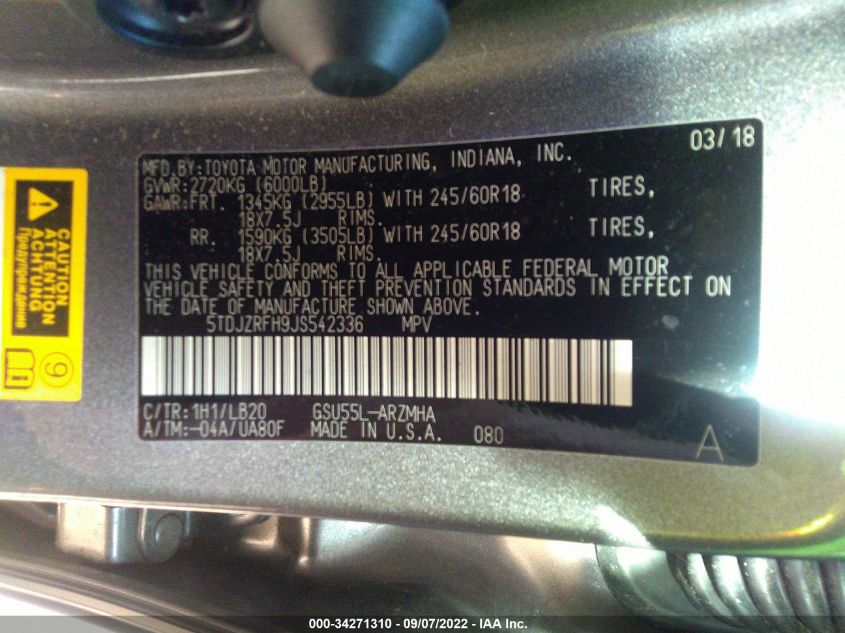 03/18
MFD.BY:TOYOTA MOTOR MANUFACTURING, INDIANA, INC.
GVWR:2720KG (6000LB)
GAWR:FRT. 1345KG (2955LB) WITH 245/60R18 TIRES,
18X7.5J RIMS.
RR. 1590KG (3505LB) WITH 245/60R18 TIRES,
18X7.5J RIMS.
THIS VEHICLE CONFORMS TO ALL APPLICABLE FEDERAL MOTOR
VEHICLE SAFETY AND THEFT PREVENTION STANDARDS IN EFFECT ON
THE DATE OF MANUFACTURE SHOWN ABOVE.
5TDJZRFH9JS542336 MPV
C/TR:1H1/LB20 GSU55L-ARZMHA
A/TM:-04A/UA80F MADE IN U.S.A. 080
A
CAUTION
ATTENTION
ACHTUNG
Предупреждение
9
000-34271310 - 09/07/2022 - IAA Inc.